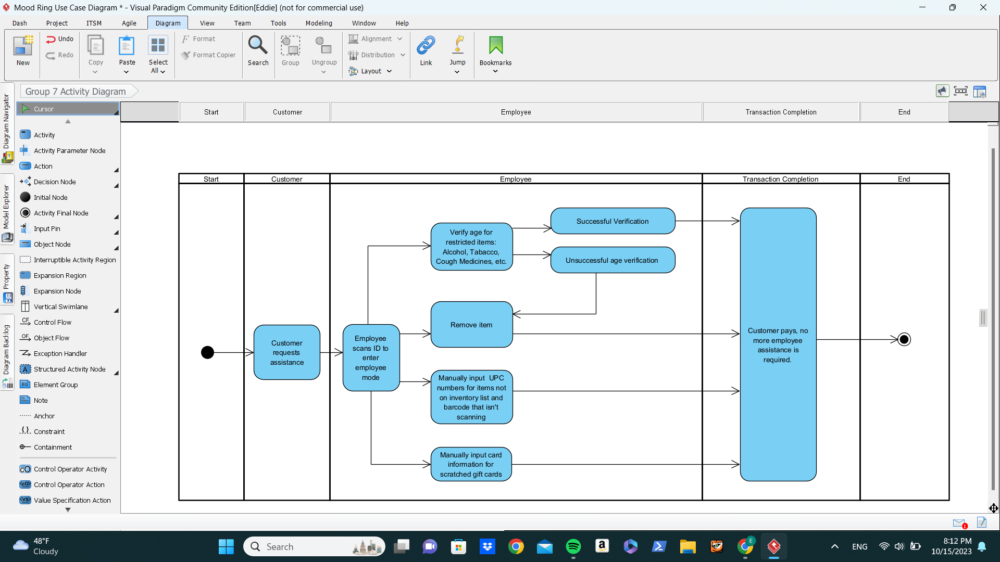 Mood Ring Use Case Diagram * - Visual Paradigm Community Edition[Eddie] (not for commercial use)
Dash Project ITSM Agile Diagram View Team Tools Modeling Window Help
New
Undo
Redo
Copy
Paste
Select
All
Format
Format Copier
Search
Group
Ungroup
Alignment
Distribution
Layout
Link
Jump
Bookmarks
Group 7 Activity Diagram
Diagram Navigator
Model Explorer
Property
Diagram Backlog
Cursor
Activity
Activity Parameter Node
Action
Decision Node
Initial Node
Activity Final Node
Input Pin
Object Node
Interruptible Activity Region
Expansion Region
Expansion Node
Vertical Swimlane
CF Control Flow
OF Object Flow
Exception Handler
A Structured Activity Node
EG Element Group
Note
Anchor
{} Constraint
Containment
cO Control Operator Activity
«cO» Control Operator Action
«VS» Value Specification Action
Start Customer Employee Transaction Completion End
Start Customer Employee Transaction Completion End
Customer
requests
assistance
Employee
scans ID to
enter
employee
mode
Verify age for
restricted items:
Alcohol, Tabacco,
Cough Medicines, etc.
Successful Verification
Unsuccessful age verification
Remove item
Manually input  UPC
numbers for items not
on inventory list and
barcode that isn't
scanning
Manually input card
information for
scratched gift cards
Customer pays, no
more employee
assistance is
required.
1
48°F
Cloudy
Search
E
ENG
8:12 PM
10/15/2023